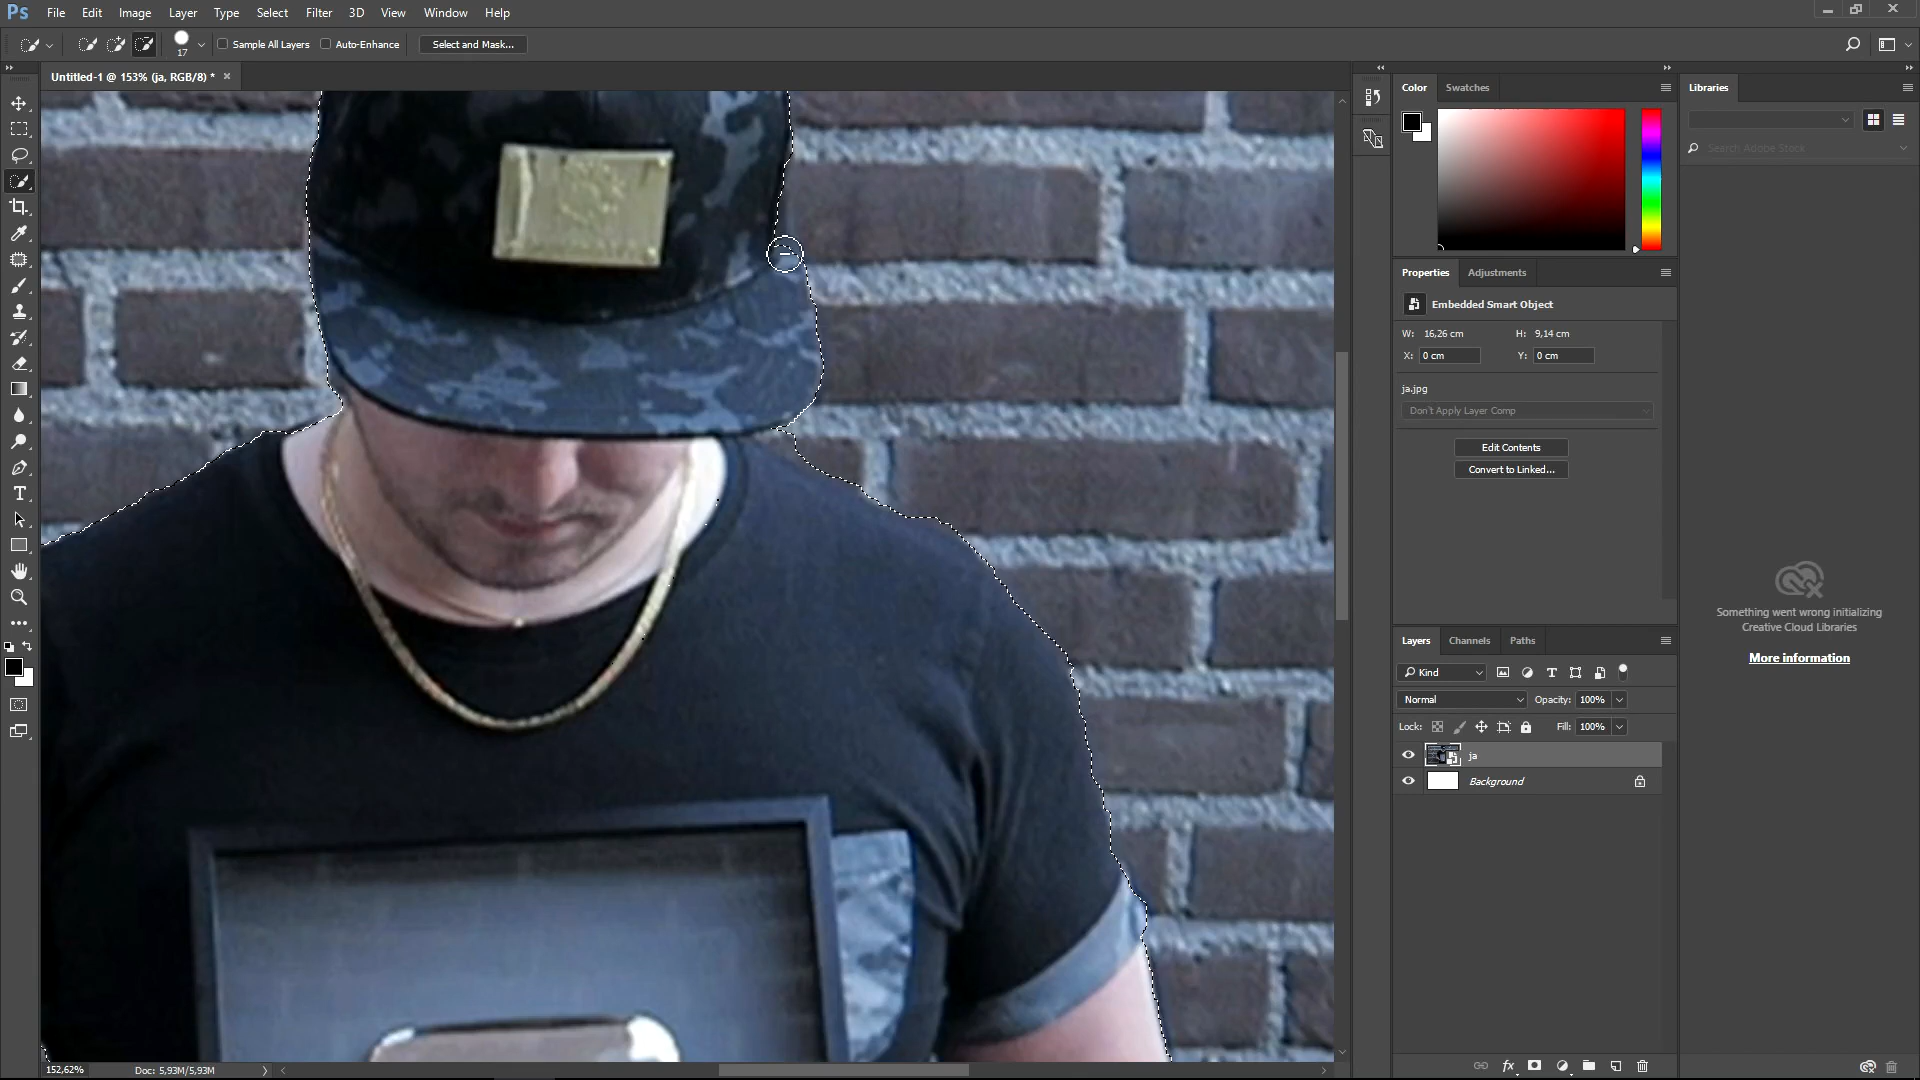 Ps File Edit Image Layer Type Select Filter 3D View Window Help
17 Sample All Layers Auto-Enhance Select and Mask...
Untitled-1 @ 153% (ja, RGB/8) * ×
Color Swatches
Libraries
Search Adobe Stock
Properties Adjustments
Embedded Smart Object
W: 16,26 cm H: 9,14 cm
X: 0 cm Y: 0 cm
ja.jpg
Don't Apply Layer Comp
Edit Contents
Convert to Linked...
Something went wrong initializing
Creative Cloud Libraries
More information
Layers Channels Paths
Kind
Normal Opacity: 100%
Lock: Fill: 100%
ja
Background
fx
152,62% Doc: 5,93M/5,93M